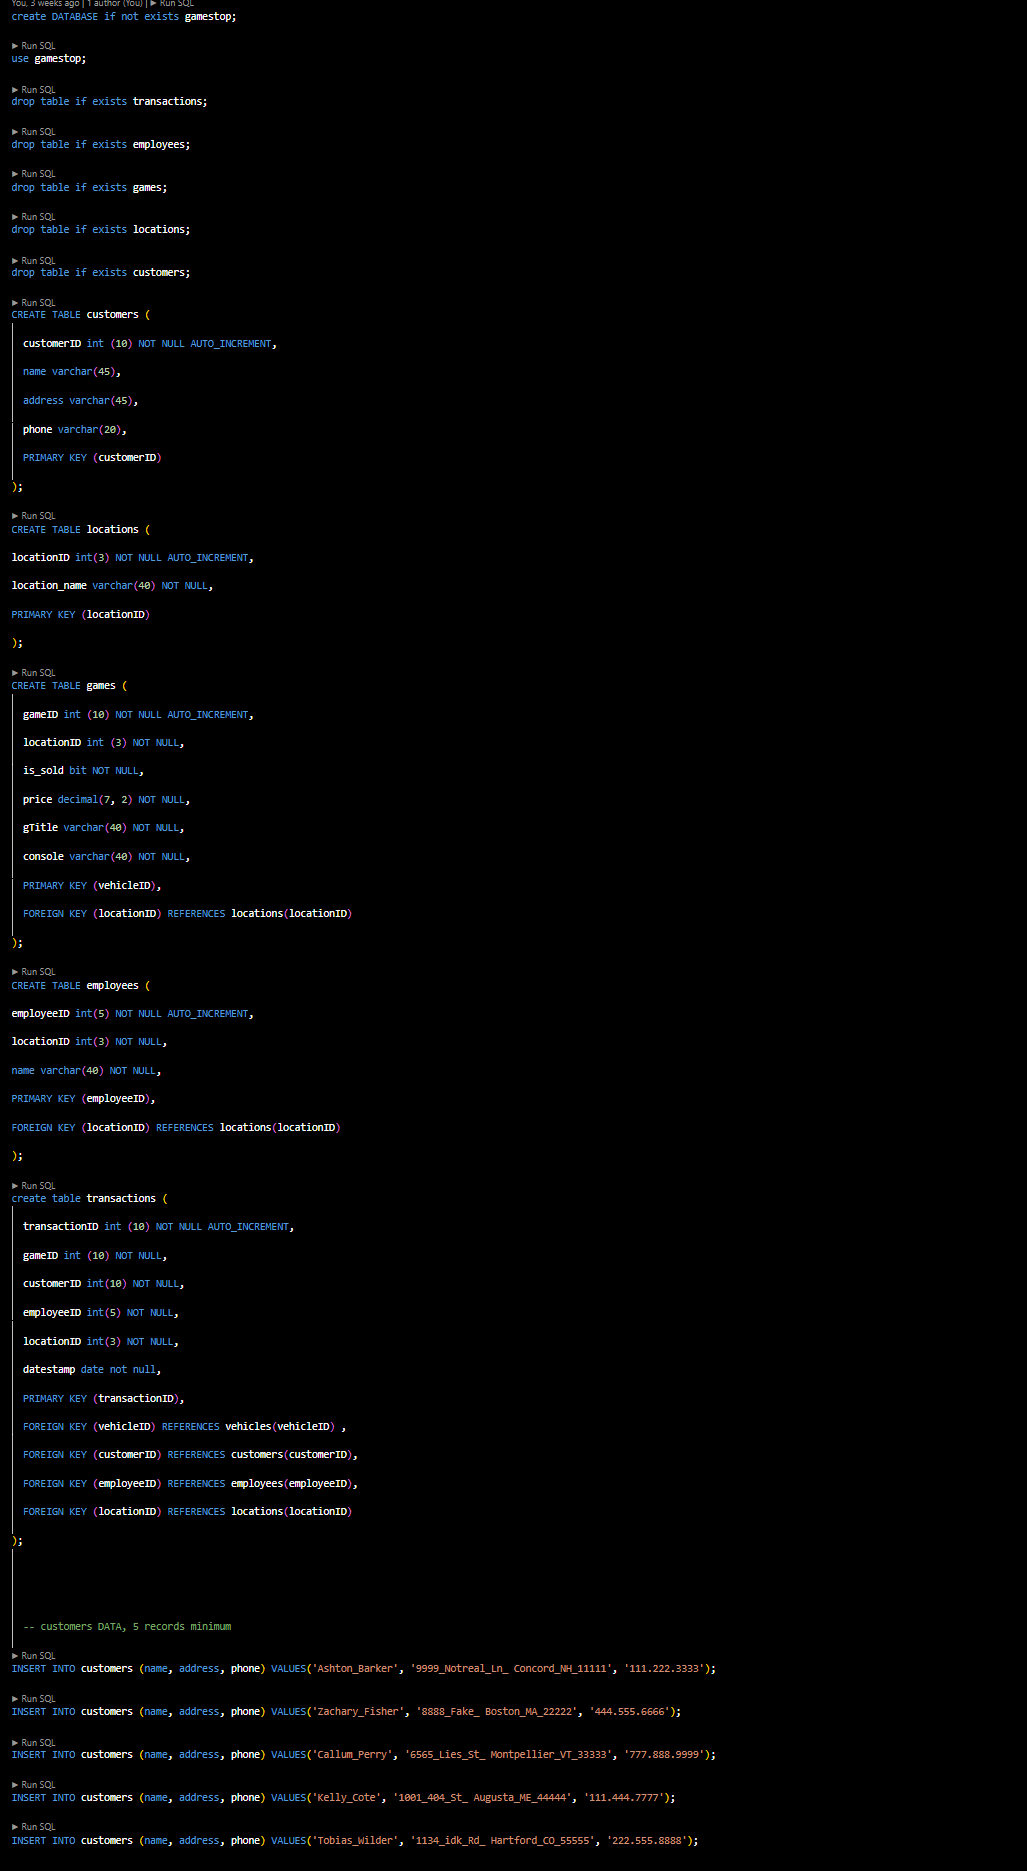 You, 3 weeks ago | 1 author (You) | ▶ Run SQL
create DATABASE if not exists gamestop;
▶ Run SQL
use gamestop;
▶ Run SQL
drop table if exists transactions;
▶ Run SQL
drop table if exists employees;
▶ Run SQL
drop table if exists games;
▶ Run SQL
drop table if exists locations;
▶ Run SQL
drop table if exists customers;
▶ Run SQL
CREATE TABLE customers (
customerID int (10) NOT NULL AUTO_INCREMENT,
name varchar(45),
address varchar(45),
phone varchar(20),
PRIMARY KEY (customerID)
);
▶ Run SQL
CREATE TABLE locations (
locationID int(3) NOT NULL AUTO_INCREMENT,
location_name varchar(40) NOT NULL,
PRIMARY KEY (locationID)
);
▶ Run SQL
CREATE TABLE games (
gameID int (10) NOT NULL AUTO_INCREMENT,
locationID int (3) NOT NULL,
is_sold bit NOT NULL,
price decimal(7, 2) NOT NULL,
gTitle varchar(40) NOT NULL,
console varchar(40) NOT NULL,
PRIMARY KEY (vehicleID),
FOREIGN KEY (locationID) REFERENCES locations(locationID)
);
▶ Run SQL
CREATE TABLE employees (
employeeID int(5) NOT NULL AUTO_INCREMENT,
locationID int(3) NOT NULL,
name varchar(40) NOT NULL,
PRIMARY KEY (employeeID),
FOREIGN KEY (locationID) REFERENCES locations(locationID)
);
▶ Run SQL
create table transactions (
transactionID int (10) NOT NULL AUTO_INCREMENT,
gameID int (10) NOT NULL,
customerID int(10) NOT NULL,
employeeID int(5) NOT NULL,
locationID int(3) NOT NULL,
datestamp date not null,
PRIMARY KEY (transactionID),
FOREIGN KEY (vehicleID) REFERENCES vehicles(vehicleID) ,
FOREIGN KEY (customerID) REFERENCES customers(customerID),
FOREIGN KEY (employeeID) REFERENCES employees(employeeID),
FOREIGN KEY (locationID) REFERENCES locations(locationID)
);
-- customers DATA, 5 records minimum
▶ Run SQL
INSERT INTO customers (name, address, phone) VALUES('Ashton_Barker', '9999_Notreal_Ln_ Concord_NH_11111', '111.222.3333');
▶ Run SQL
INSERT INTO customers (name, address, phone) VALUES('Zachary_Fisher', '8888_Fake_ Boston_MA_22222', '444.555.6666');
▶ Run SQL
INSERT INTO customers (name, address, phone) VALUES('Callum_Perry', '6565_Lies_St_ Montpellier_VT_33333', '777.888.9999');
▶ Run SQL
INSERT INTO customers (name, address, phone) VALUES('Kelly_Cote', '1001_404_St_ Augusta_ME_44444', '111.444.7777');
▶ Run SQL
INSERT INTO customers (name, address, phone) VALUES('Tobias_Wilder', '1134_idk_Rd_ Hartford_CO_55555', '222.555.8888');